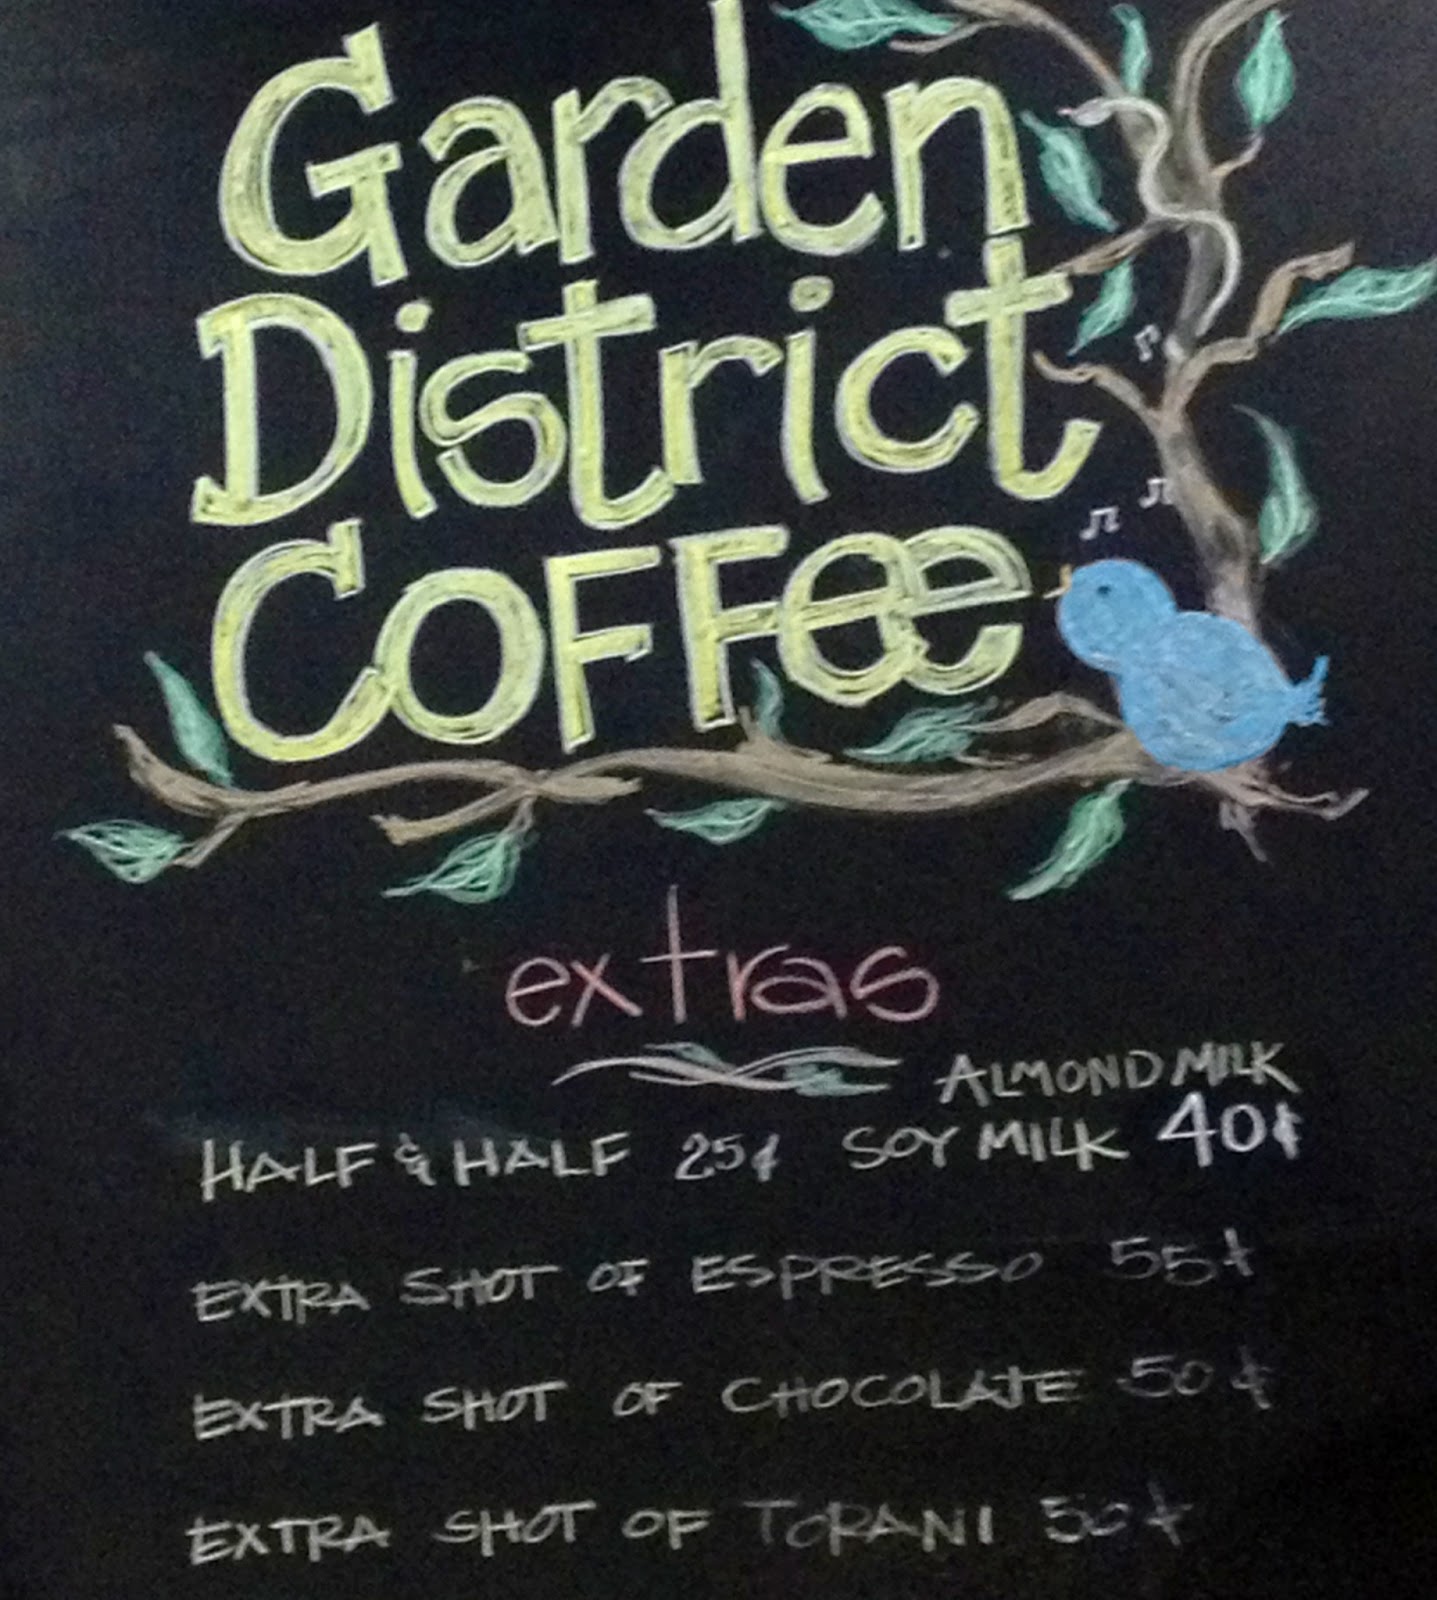 Garden
District
COFFee
extras
ALMOND MILK
HALF & HALF 25¢ SOY MILK 40¢
EXTRA SHOT OF ESPRESSO 55¢
EXTRA SHOT OF CHOCOLATE 50¢
EXTRA SHOT OF TORANI 50¢